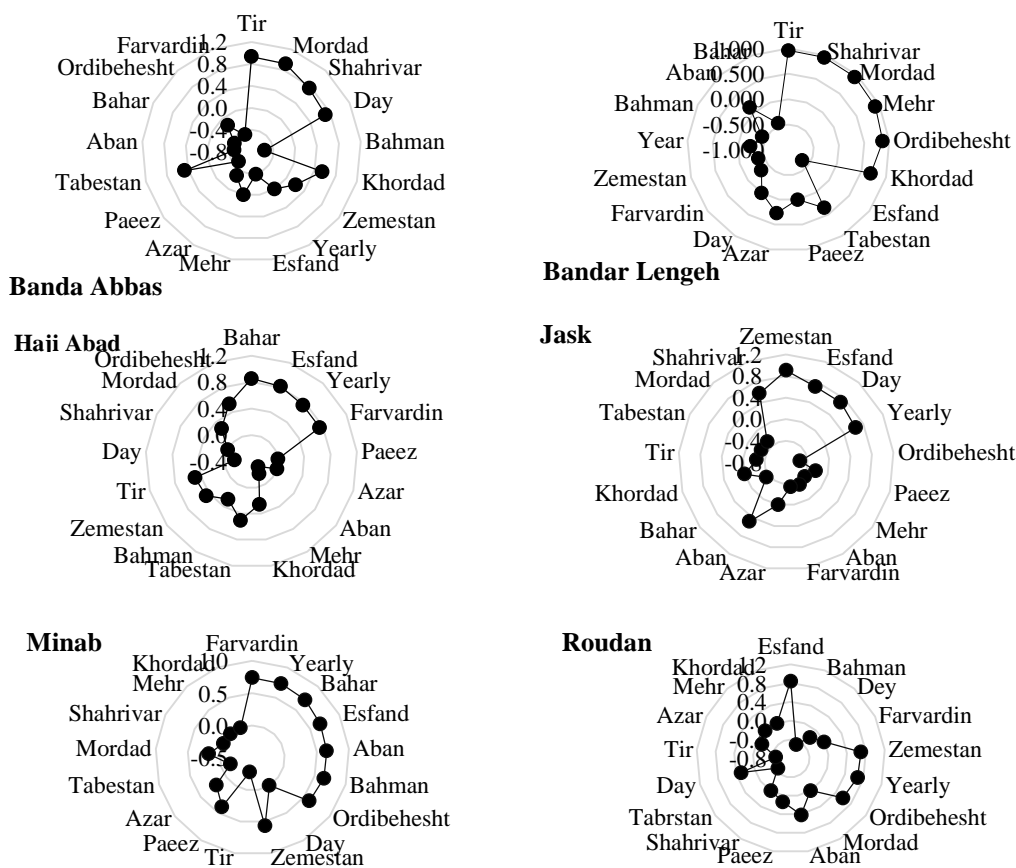 Tir
1.2
0.8
0.4
0.0
-0.4
-0.8
Mordad
Shahrivar
Day
Bahman
Khordad
Zemestan
Yearly
Esfand
Mehr
Azar
Paeez
Tabestan
Aban
Bahar
Ordibehesht
Farvardin
Banda Abbas
Tir
1.000
0.500
0.000
-0.500
-1.000
Shahrivar
Mordad
Mehr
Ordibehesht
Khordad
Esfand
Tabestan
Paeez
Azar
Day
Farvardin
Zemestan
Year
Bahman
Aban
Bahar
Bandar Lengeh
Haji Abad
Bahar
1.2
0.8
0.4
0.0
-0.4
Esfand
Yearly
Farvardin
Paeez
Azar
Aban
Mehr
Khordad
Tabestan
Bahman
Zemestan
Tir
Day
Shahrivar
Mordad
Ordibehesht
Jask
Zemestan
1.2
0.8
0.4
0.0
-0.4
-0.8
Esfand
Day
Yearly
Ordibehesht
Paeez
Mehr
Aban
Farvardin
Azar
Aban
Bahar
Khordad
Tir
Tabestan
Mordad
Shahrivar
Minab
Farvardin
1.0
0.5
0.0
-0.5
Yearly
Bahar
Esfand
Aban
Bahman
Ordibehesht
Day
Zemestan
Tir
Paeez
Azar
Tabestan
Mordad
Shahrivar
Mehr
Khordad
Roudan
Esfand
1.2
0.8
0.4
0.0
-0.4
-0.8
Bahman
Dey
Farvardin
Zemestan
Yearly
Ordibehesht
Mordad
Aban
Paeez
Shahrivar
Tabrstan
Day
Tir
Azar
Mehr
Khordad